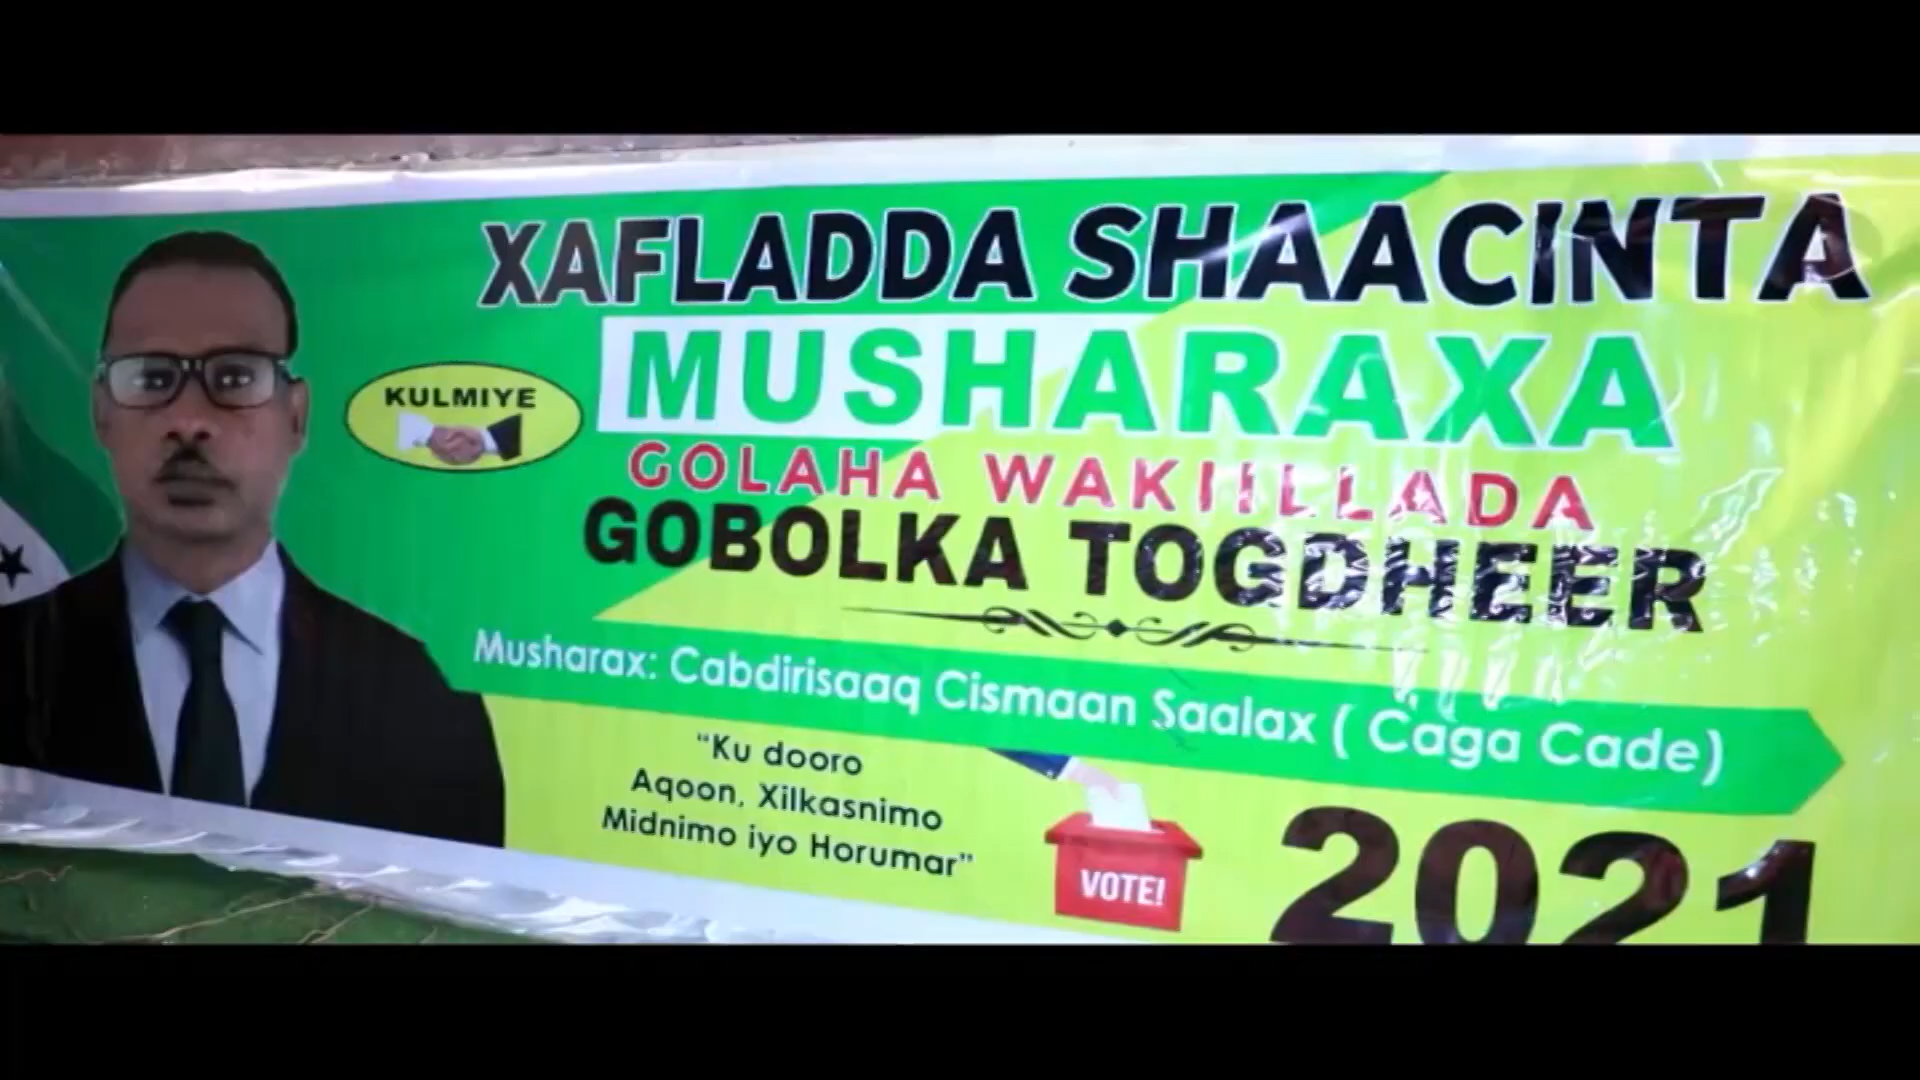 XAFLADDA SHAACINTA
MUSHARAXA
KULMIYE
GOLAHA WAKIILLADA
GOBOLKA TOGDHEER
Musharax: Cabdirisaaq Cismaan Saalax ( Caga Cade)
"Ku dooro
Aqoon, Xilkasnimo
Midnimo iyo Horumar"
VOTE!
2021